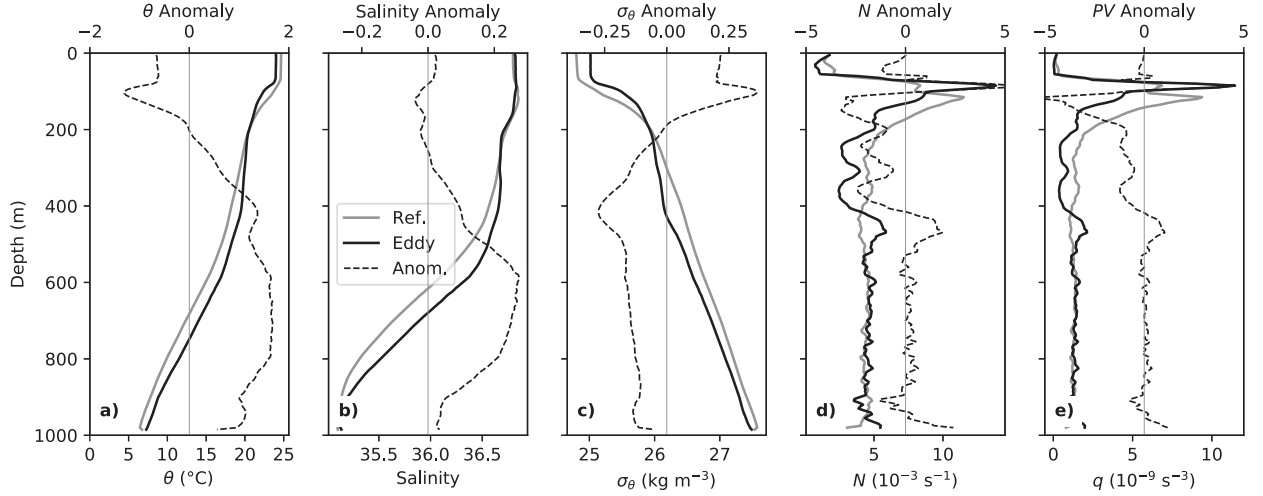 θ Anomaly
Salinity Anomaly
σθ Anomaly
N Anomaly
PV Anomaly
−2 0 2
−0.2 0.0 0.2
−0.25 0.00 0.25
−5 0 5
−5 0 5
Depth (m)
0
200
400
600
800
1000
Ref.
Eddy
Anom.
a)
b)
c)
d)
e)
0 5 10 15 20 25
35.5 36.5
25 26 27
0 5 10
0 5 10
θ (°C)
Salinity
σθ (kg m⁻³)
N (10⁻³ s⁻¹)
q (10⁻⁹ s⁻³)